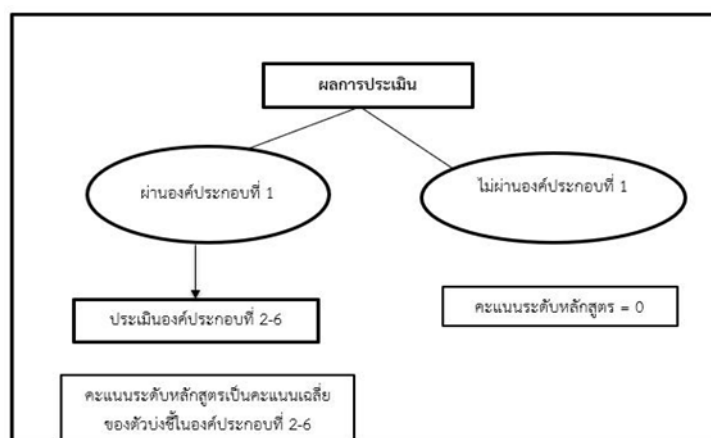 ผลการประเมิน
ผ่านองค์ประกอบที่ 1
ไม่ผ่านองค์ประกอบที่ 1
ประเมินองค์ประกอบที่ 2-6
คะแนนระดับหลักสูตร = 0
คะแนนระดับหลักสูตรเป็นคะแนนเฉลี่ย
ของตัวบ่งชี้ในองค์ประกอบที่ 2-6